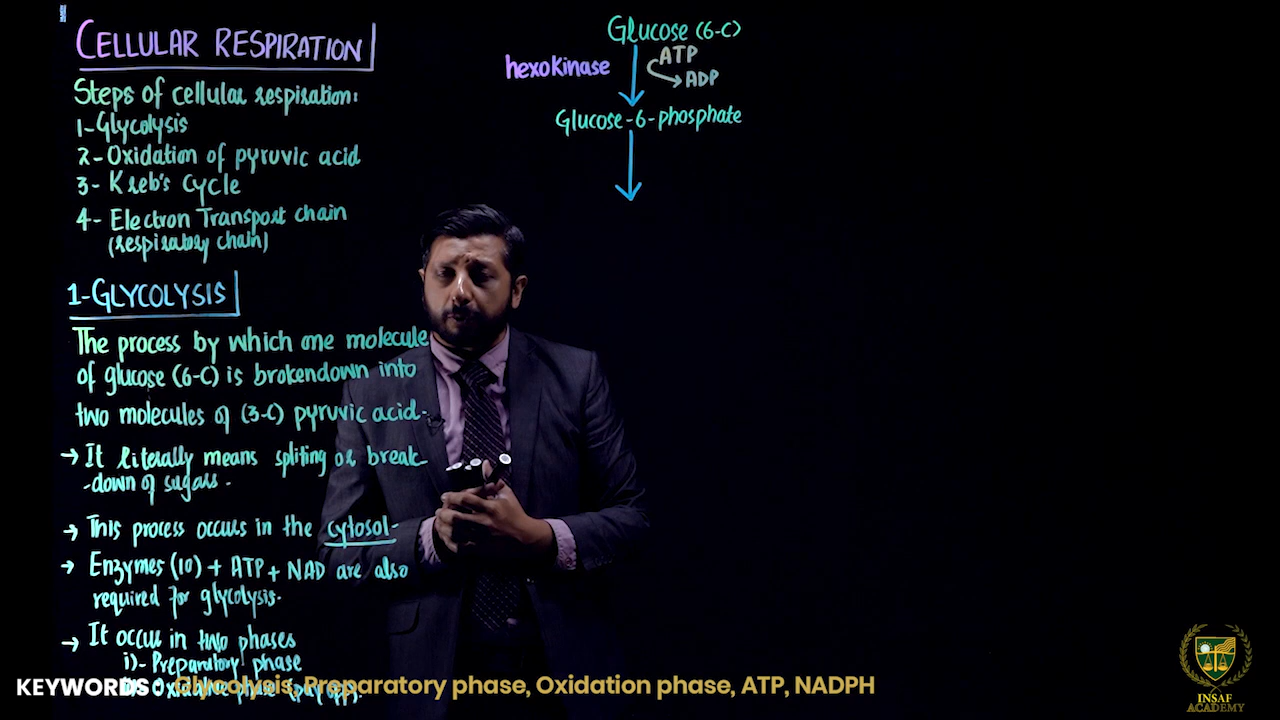 CELLULAR RESPIRATION
Steps of cellular respiration:
1-Glycolysis
2-Oxidation of pyruvic acid
3- Kreb's Cycle
4- Electron Transport chain
(respiratory chain)
1-GLYCOLYSIS
The process by which one molecule
of glucose (6-C) is brokendown into
two molecules of (3-C) pyruvic acid-
→ It literally means spliting or break-
-down of sugars -
→ This process occurs in the cytosol-
→ Enzymes (10) + ATP + NAD are also
required for glycolysis-
→ It occur in two phases
i)- Preparatory phase
Glucose (6-C)
hexokinase
ATP
ADP
Glucose-6-phosphate
KEYWORDS: Glycolysis, Preparatory phase, Oxidation phase, ATP, NADPH
INSAF
ACADEMY